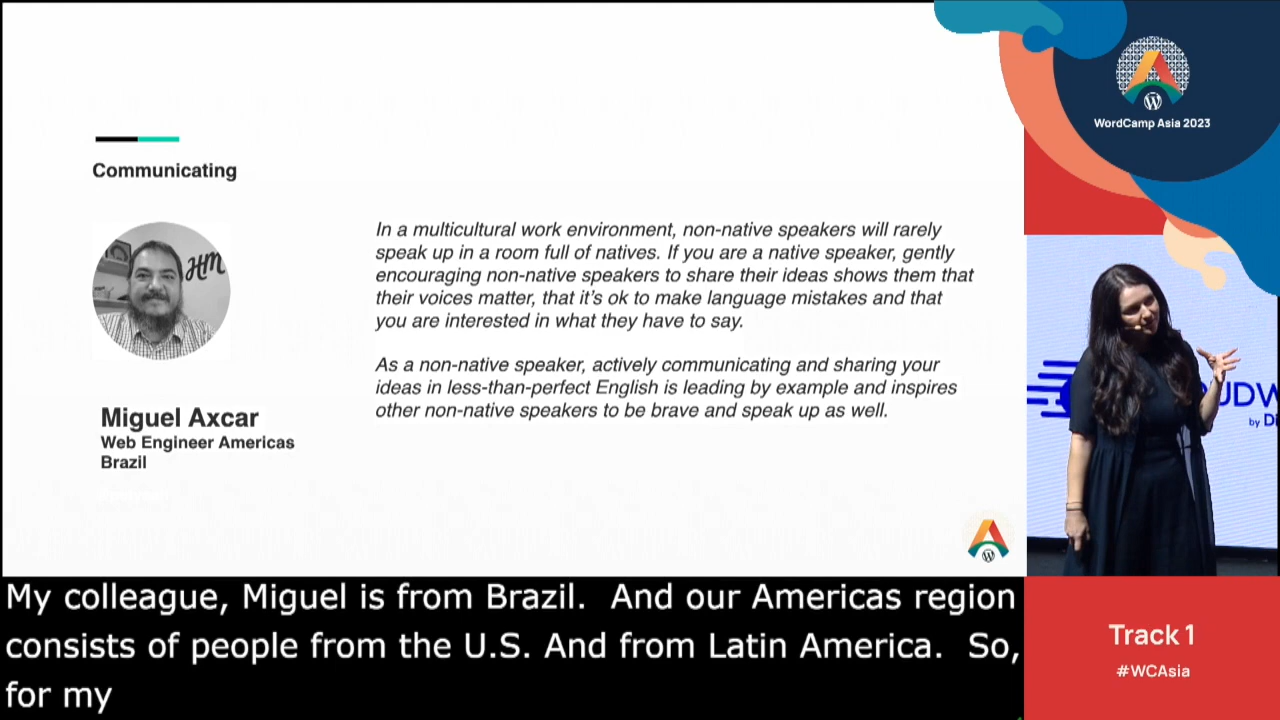 WordCamp Asia 2023
Communicating
In a multicultural work environment, non-native speakers will rarely
speak up in a room full of natives. If you are a native speaker, gently
encouraging non-native speakers to share their ideas shows them that
their voices matter, that it's ok to make language mistakes and that
you are interested in what they have to say.
As a non-native speaker, actively communicating and sharing your
ideas in less-than-perfect English is leading by example and inspires
other non-native speakers to be brave and speak up as well.
HM
Miguel Axcar
Web Engineer Americas
Brazil
by Di
My colleague, Miguel is from Brazil. And our Americas region
consists of people from the U.S. And from Latin America. So,
for my
Track 1
#WCAsia